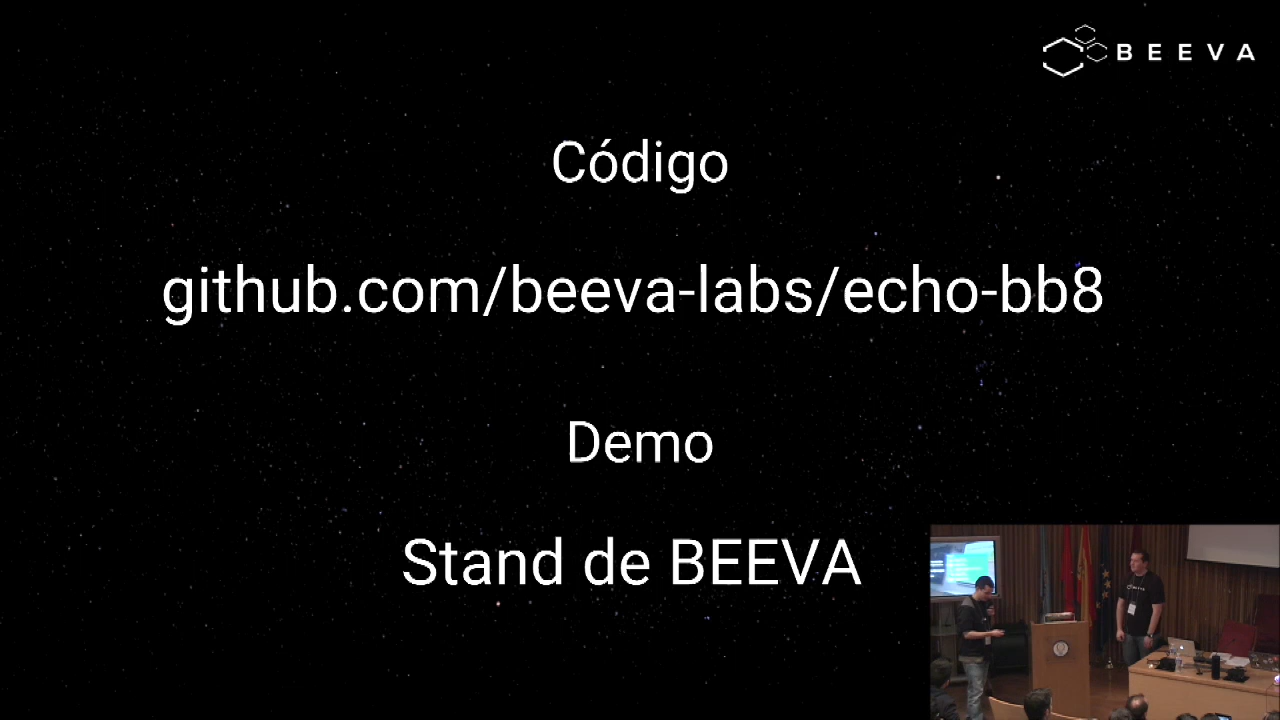 BEEVA
Código
github.com/beeva-labs/echo-bb8
Demo
Stand de BEEVA